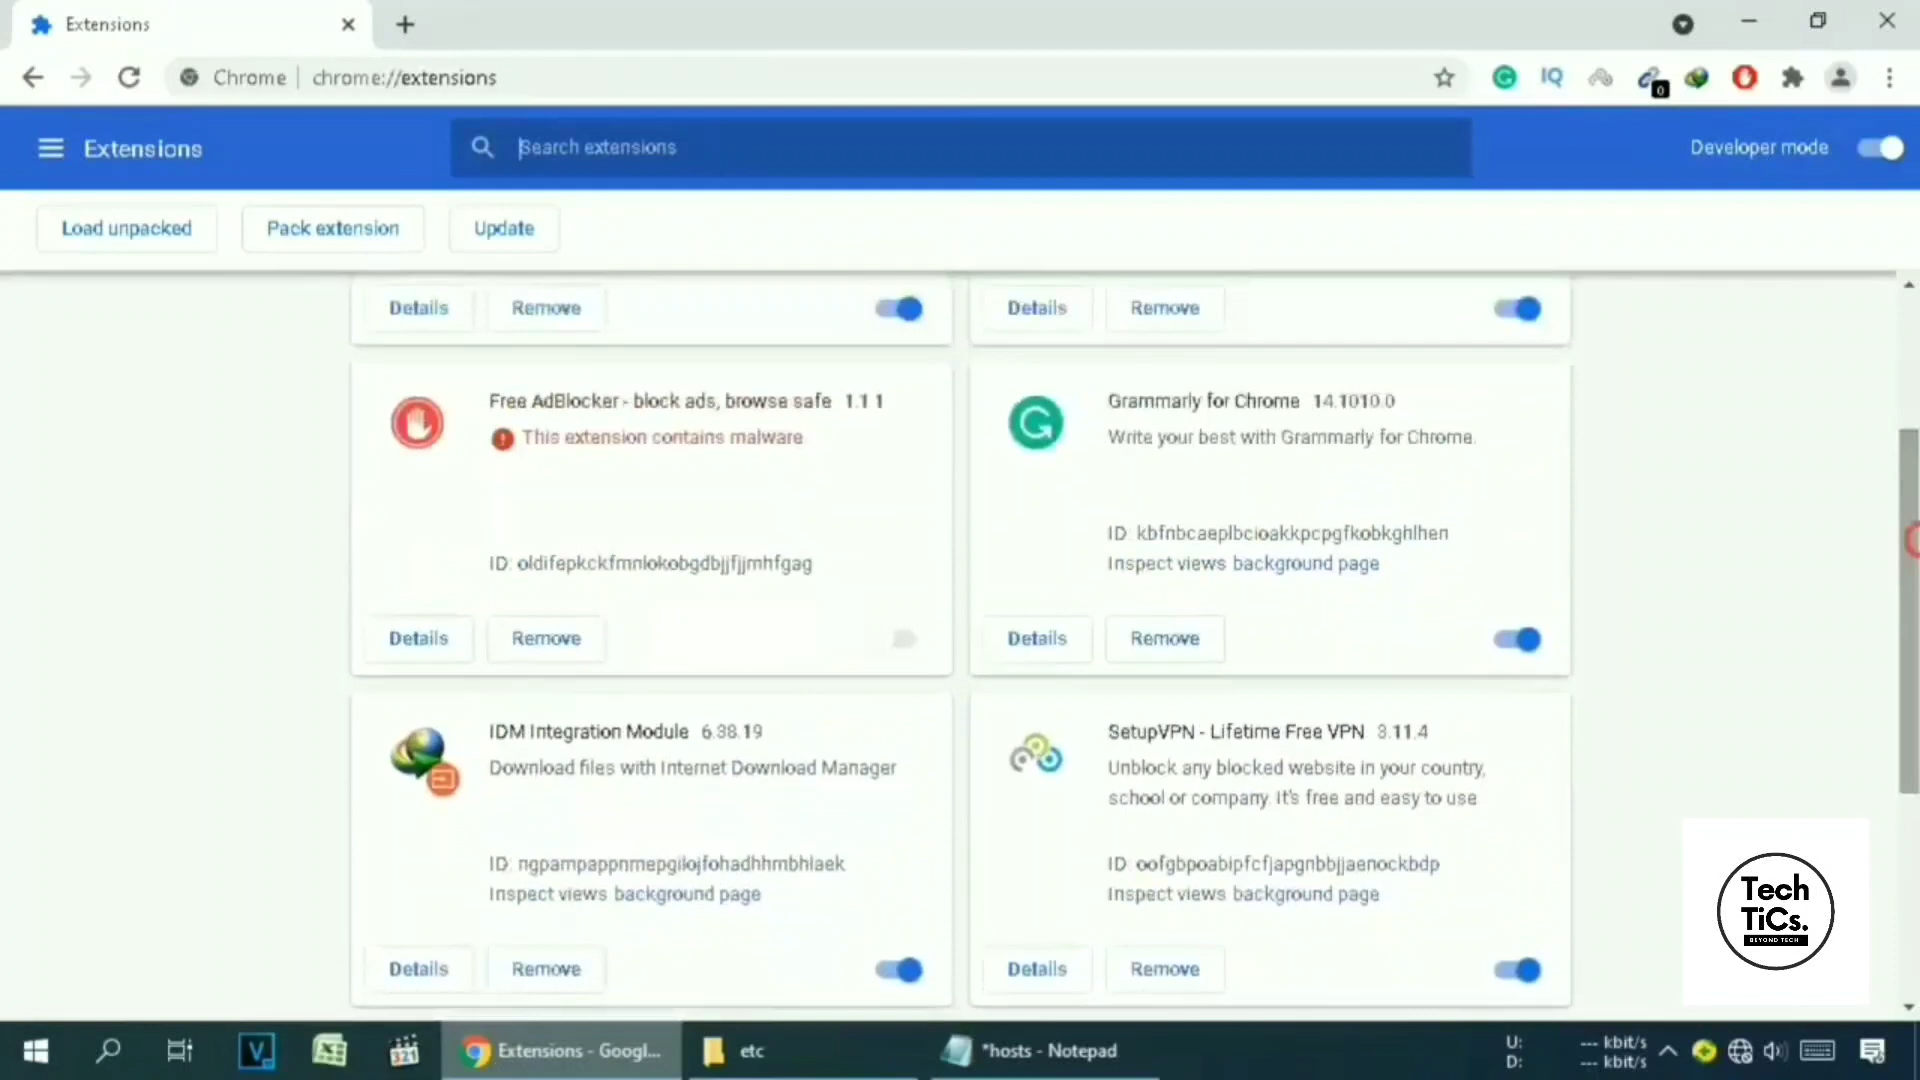 Extensions
Chrome
chrome://extensions
IQ
0
Extensions
Search extensions
Developer mode
Load unpacked
Pack extension
Update
Details
Remove
Details
Remove
Free AdBlocker - block ads, browse safe 1.1 1
This extension contains malware
ID: oldifepkckfmnlokobgdbjjfjjmhfgag
Details
Remove
Grammarly for Chrome 14.1010.0
Write your best with Grammarly for Chrome.
ID: kbfnbcaeplbcioakkpcpgfkobkghlhen
Inspect views background page
Details
Remove
IDM Integration Module 6.38.19
Download files with Internet Download Manager
ID: ngpampappnmepgilojfohadhhmbhlaek
Inspect views background page
Details
Remove
SetupVPN - Lifetime Free VPN 3.11.4
Unblock any blocked website in your country,
school or company. It's free and easy to use
ID: oofgbpoabipfcfjapgnbbjjaenockbdp
Inspect views background page
Details
Remove
Tech
TiCs.
BEYOND TECH
V
321
Extensions - Googl...
etc
*hosts - Notepad
U: --- kbit/s
D: --- kbit/s